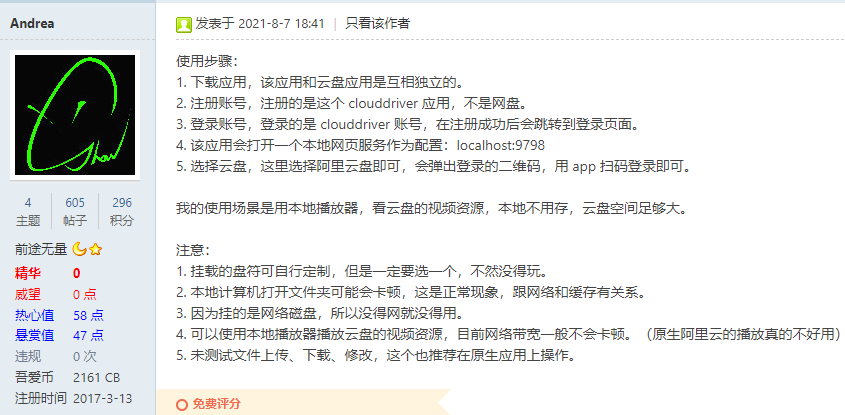 Andrea
发表于 2021-8-7 18:41 | 只看该作者
使用步骤：
1. 下载应用，该应用和云盘应用是互相独立的。
2. 注册账号，注册的是这个 clouddriver 应用，不是网盘。
3. 登录账号，登录的是 clouddriver 账号，在注册成功后会跳转到登录页面。
4. 该应用会打开一个本地网页服务作为配置：localhost:9798
5. 选择云盘，这里选择阿里云盘即可，会弹出登录的二维码，用 app 扫码登录即可。
我的使用场景是用本地播放器，看云盘的视频资源，本地不用存，云盘空间足够大。
注意：
1. 挂载的盘符可自行定制，但是一定要选一个，不然没得玩。
2. 本地计算机打开文件夹可能会卡顿，这是正常现象，跟网络和缓存有关系。
3. 因为挂的是网络磁盘，所以没得网就没得用。
4. 可以使用本地播放器播放云盘的视频资源，目前网络带宽一般不会卡顿。（原生阿里云的播放真的不好用）
5. 未测试文件上传、下载、修改，这个也推荐在原生应用上操作。
4 605 296
主题 帖子 积分
前途无量
精华 0
威望 0 点
热心值 58 点
悬赏值 47 点
违规 0 次
吾爱币 2161 CB
注册时间 2017-3-13
免费评分